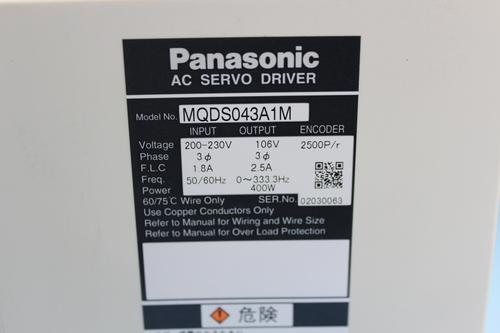 Panasonic
AC SERVO DRIVER
Model No. MQDS043A1M
INPUT OUTPUT ENCODER
Voltage 200-230V 106V 2500P/r
Phase 3ϕ 3ϕ
F.L.C 1.8A 2.5A
Freq. 50/60Hz 0~333.3Hz
Power 400W
60/75℃ Wire Only SER.No. 02030063
Use Copper Conductors Only
Refer to Manual for Wiring and Wire Size
Refer to Manual for Over Load Protection
危険